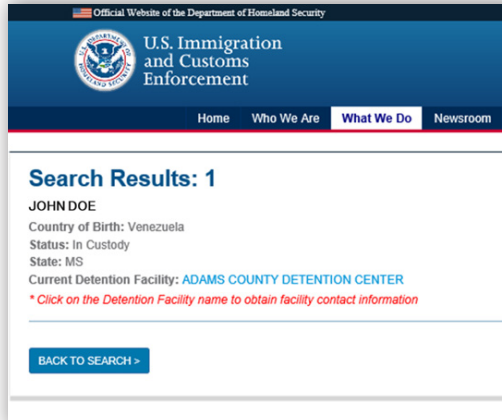 Official Website of the Department of Homeland Security
U.S. Immigration
and Customs
Enforcement
Home Who We Are What We Do Newsroom
Search Results: 1
JOHN DOE
Country of Birth: Venezuela
Status: In Custody
State: MS
Current Detention Facility: ADAMS COUNTY DETENTION CENTER
* Click on the Detention Facility name to obtain facility contact information
BACK TO SEARCH >